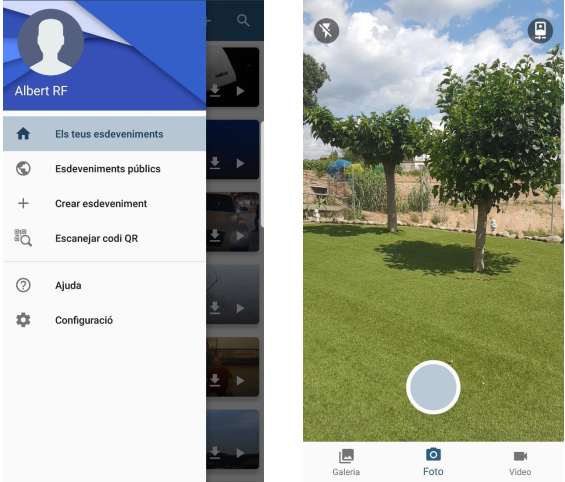 Albert RF
Els teus esdeveniments
Esdeveniments públics
Crear esdeveniment
Escanejar codi QR
Ajuda
Configuració
Galeria
Foto
Vídeo